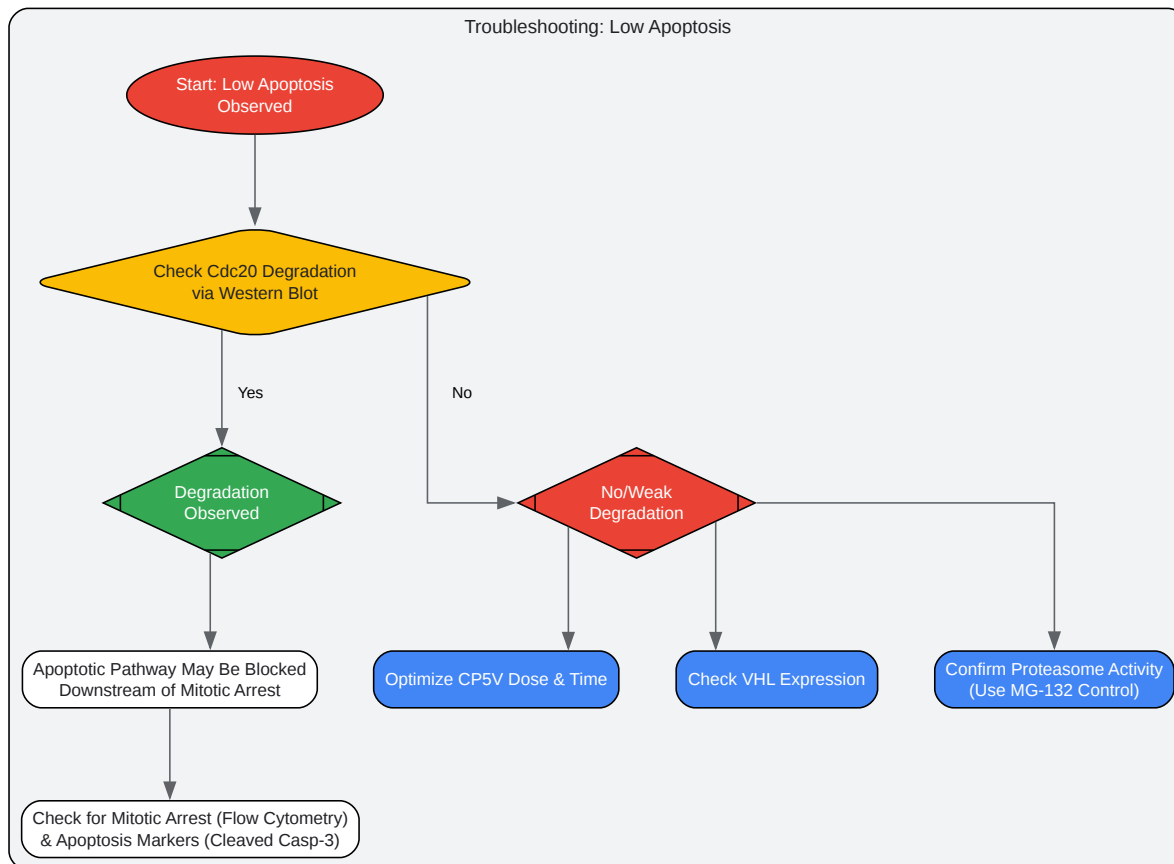 Troubleshooting: Low Apoptosis
Start: Low Apoptosis
Observed
Check Cdc20 Degradation
via Western Blot
Yes
No
Degradation
Observed
No/Weak
Degradation
Apoptotic Pathway May Be Blocked
Downstream of Mitotic Arrest
Optimize CP5V Dose & Time
Check VHL Expression
Confirm Proteasome Activity
(Use MG-132 Control)
Check for Mitotic Arrest (Flow Cytometry)
& Apoptosis Markers (Cleaved Casp-3)